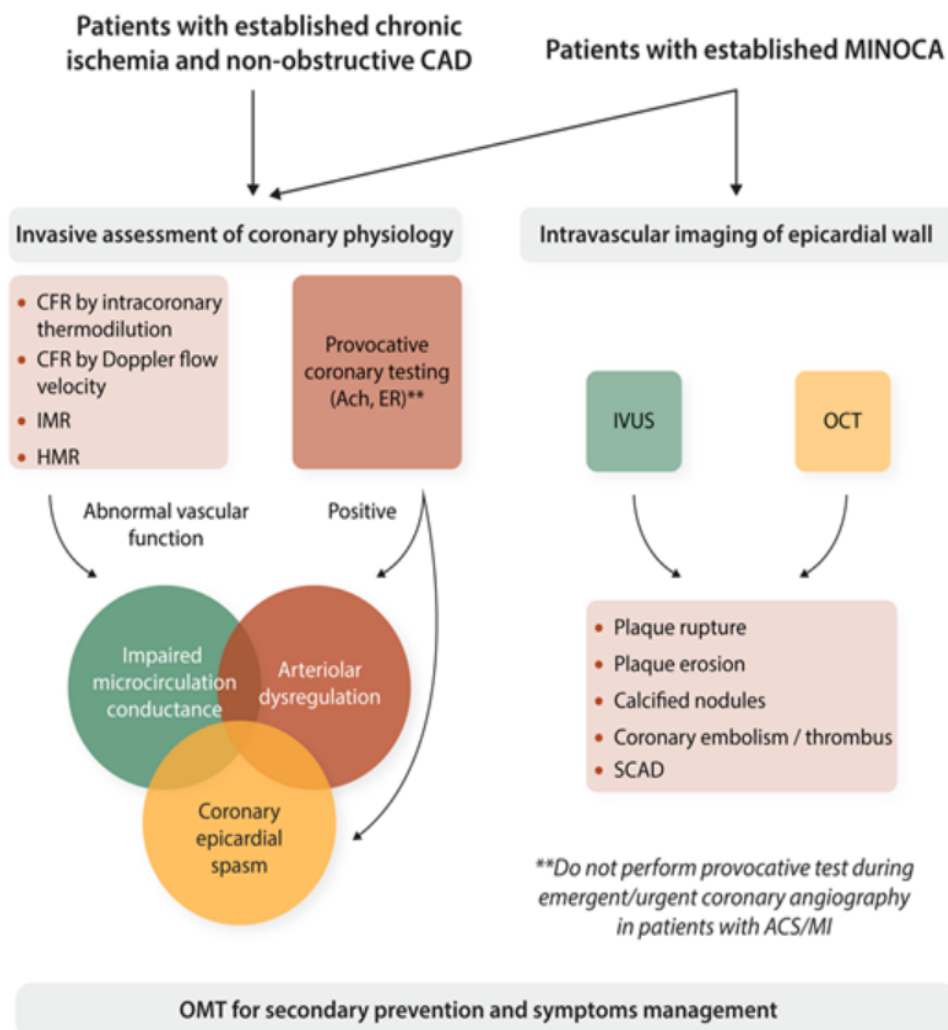 Patients with established chronic
ischemia and non-obstructive CAD
Patients with established MINOCA
Invasive assessment of coronary physiology
Intravascular imaging of epicardial wall
• CFR by intracoronary
thermodilution
• CFR by Doppler flow
velocity
• IMR
• HMR
Provocative
coronary testing
(Ach, ER)**
IVUS
OCT
Abnormal vascular
function
Positive
Impaired
microcirculation
conductance
Arteriolar
dysregulation
Coronary
epicardial
spasm
• Plaque rupture
• Plaque erosion
• Calcified nodules
• Coronary embolism / thrombus
• SCAD
**Do not perform provocative test during
emergent/urgent coronary angiography
in patients with ACS/MI
OMT for secondary prevention and symptoms management